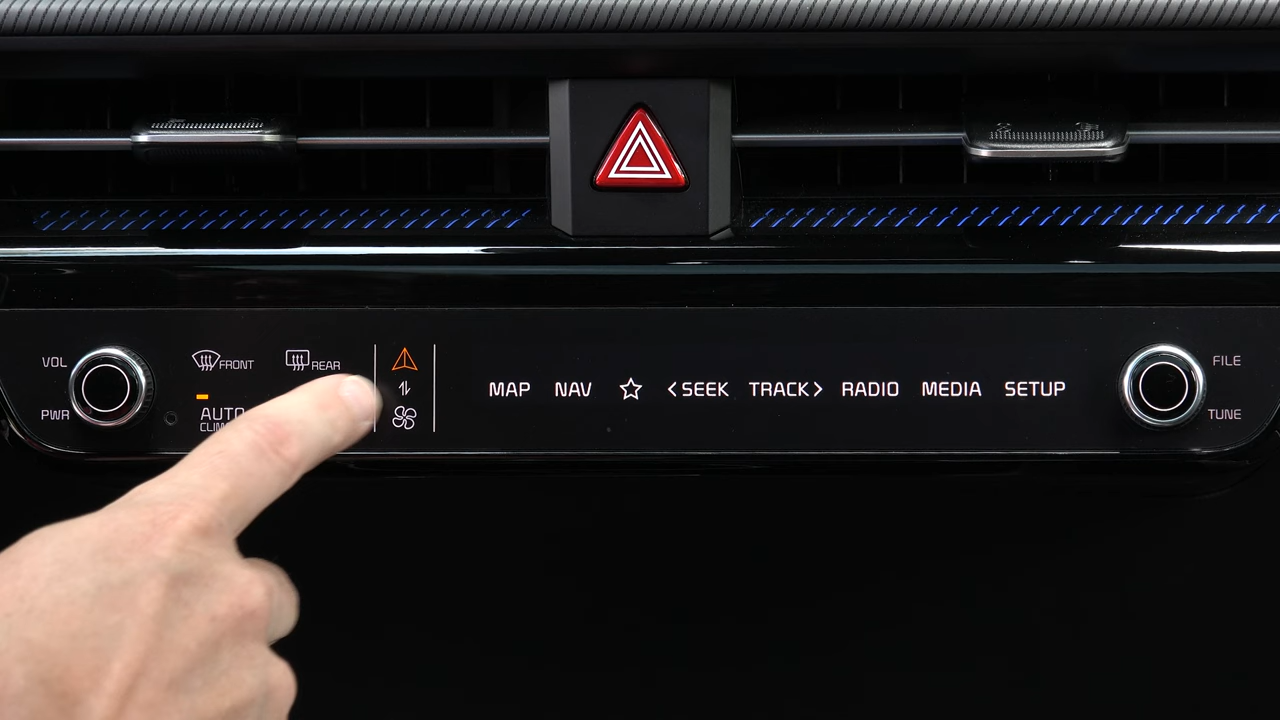 VOL
PWR
FRONT
REAR
AUTO
MAP NAV <SEEK TRACK> RADIO MEDIA SETUP
FILE
TUNE